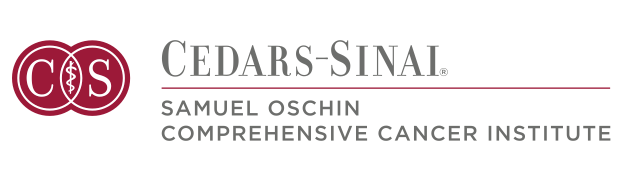 CS
CEDARS-SINAI®
SAMUEL OSCHIN
COMPREHENSIVE CANCER INSTITUTE